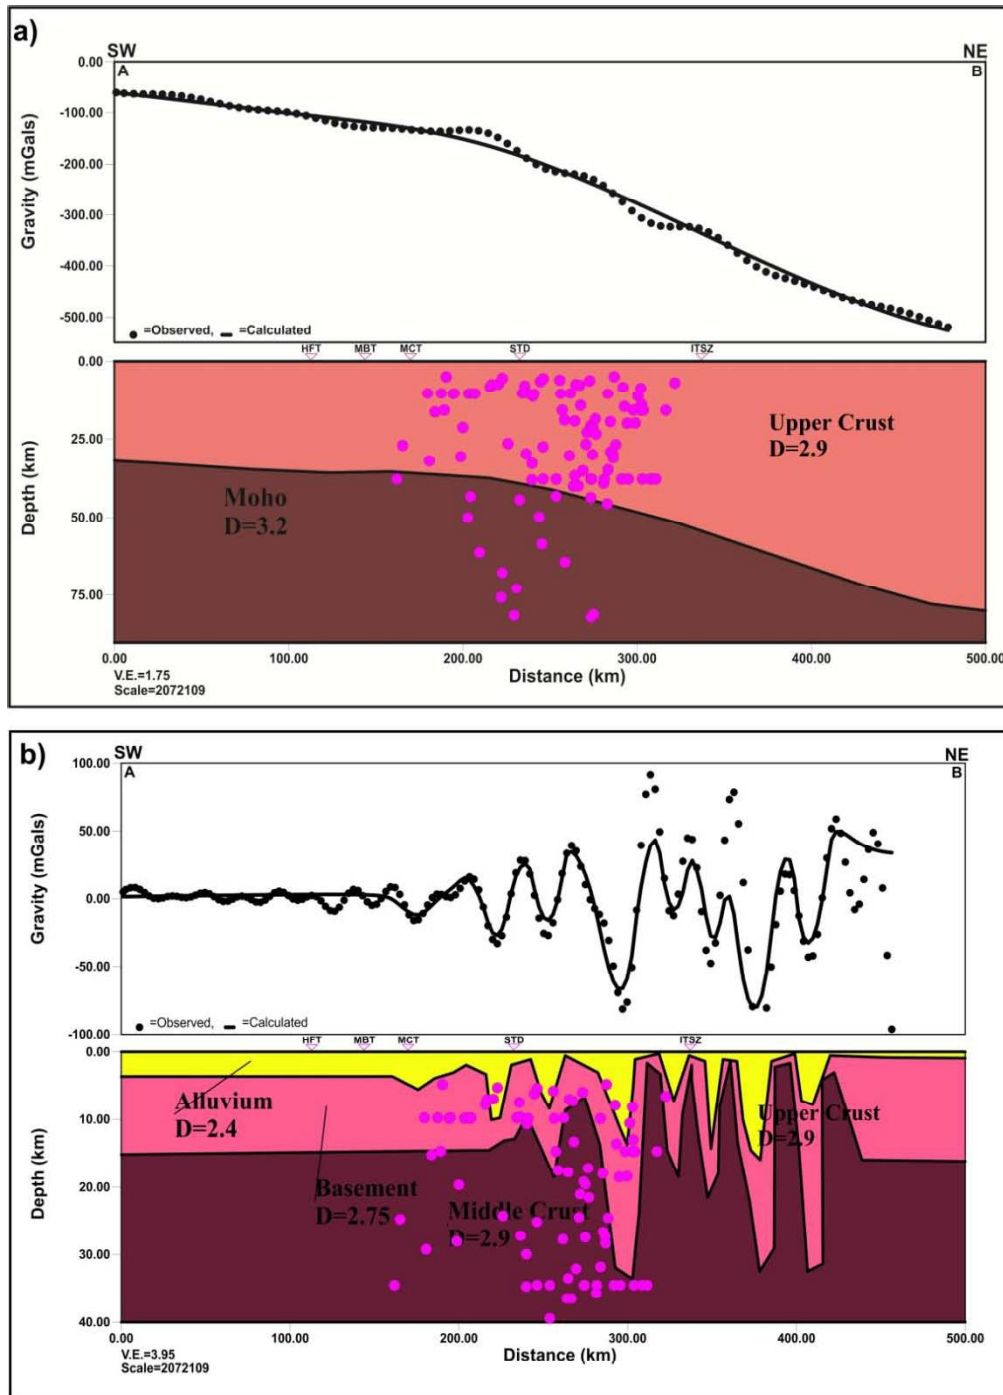 a)
SW NE
A B
0.00
-100.00
-200.00
-300.00
-400.00
-500.00
Gravity (mGals)
=Observed, =Calculated
HFT MBT MCT STD ITSZ
0.00
25.00
50.00
75.00
Depth (km)
Upper Crust
D=2.9
Moho
D=3.2
0.00 100.00 200.00 300.00 400.00 500.00
Distance (km)
V.E.=1.75
Scale=2072109
b)
SW NE
A B
100.00
50.00
0.00
-50.00
-100.00
Gravity (mGals)
=Observed, =Calculated
HFT MBT MCT STD ITSZ
0.00
10.00
20.00
30.00
40.00
Depth (km)
Alluvium
D=2.4
Upper Crust
D=2.9
Basement
D=2.75
Middle Crust
D=2.9
0.00 100.00 200.00 300.00 400.00 500.00
Distance (km)
V.E.=3.95
Scale=2072109